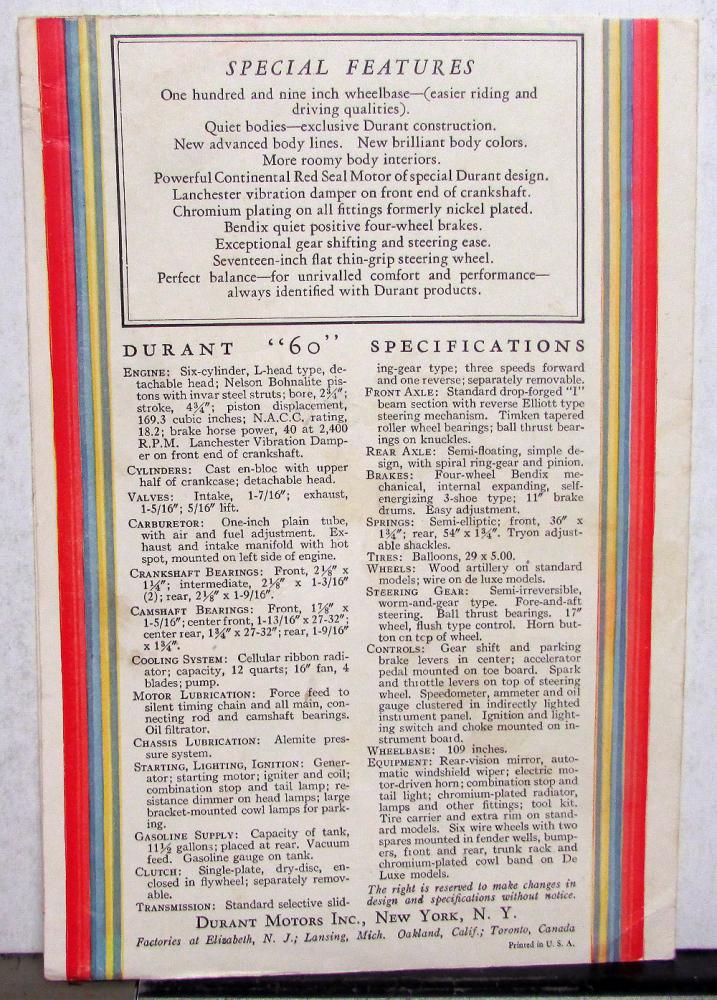 SPECIAL FEATURES
One hundred and nine inch wheelbase—(easier riding and
driving qualities).
Quiet bodies—exclusive Durant construction.
New advanced body lines. New brilliant body colors.
More roomy body interiors.
Powerful Continental Red Seal Motor of special Durant design.
Lanchester vibration damper on front end of crankshaft.
Chromium plating on all fittings formerly nickel plated.
Bendix quiet positive four-wheel brakes.
Exceptional gear shifting and steering ease.
Seventeen-inch flat thin-grip steering wheel.
Perfect balance—for unrivalled comfort and performance—
always identified with Durant products.
DURANT "60" SPECIFICATIONS
ENGINE: Six-cylinder, L-head type, de-
tachable head; Nelson Bohnalite pis-
tons with invar steel struts; bore, 2¾";
stroke, 4¾"; piston displacement,
169.3 cubic inches; N.A.C.C. rating,
18.2; brake horse power, 40 at 2,400
R.P.M. Lanchester Vibration Damp-
er on front end of crankshaft.
CYLINDERS: Cast en-bloc with upper
half of crankcase; detachable head.
VALVES: Intake, 1-7/16"; exhaust,
1-5/16"; 5/16" lift.
CARBURETOR: One-inch plain tube,
with air and fuel adjustment. Ex-
haust and intake manifold with hot
spot, mounted on left side of engine.
CRANKSHAFT BEARINGS: Front, 2⅛" x
1¼"; intermediate, 2⅛" x 1-3/16"
(2); rear, 2⅛" x 1-9/16".
CAMSHAFT BEARINGS: Front, 1⅞" x
1-5/16"; center front, 1-13/16" x 27-32";
center rear, 1¾" x 27-32"; rear, 1-9/16"
x 1¾".
COOLING SYSTEM: Cellular ribbon radi-
ator; capacity, 12 quarts; 16" fan, 4
blades; pump.
MOTOR LUBRICATION: Force feed to
silent timing chain and all main, con-
necting rod and camshaft bearings.
Oil filtrator.
CHASSIS LUBRICATION: Alemite pres-
sure system.
STARTING, LIGHTING, IGNITION: Gener-
ator; starting motor; igniter and coil;
combination stop and tail lamp; re-
sistance dimmer on head lamps; large
bracket-mounted cowl lamps for park-
ing.
GASOLINE SUPPLY: Capacity of tank,
11½ gallons; placed at rear. Vacuum
feed. Gasoline gauge on tank.
CLUTCH: Single-plate, dry-disc, en-
closed in flywheel; separately remov-
able.
TRANSMISSION: Standard selective slid-
ing-gear type; three speeds forward
and one reverse; separately removable.
FRONT AXLE: Standard drop-forged "I"
beam section with reverse Elliott type
steering mechanism. Timken tapered
roller wheel bearings; ball thrust bear-
ings on knuckles.
REAR AXLE: Semi-floating, simple de-
sign, with spiral ring-gear and pinion.
BRAKES: Four-wheel Bendix me-
chanical, internal expanding, self-
energizing 3-shoe type; 11" brake
drums. Easy adjustment.
SPRINGS: Semi-elliptic; front, 36" x
1¾"; rear, 54" x 1¾". Tryon adjust-
able shackles.
TIRES: Balloons, 29 x 5.00.
WHEELS: Wood artillery on standard
models; wire on de luxe models.
STEERING GEAR: Semi-irreversible,
worm-and-gear type. Fore-and-aft
steering. Ball thrust bearings. 17"
wheel, flush type control. Horn but-
ton on top of wheel.
CONTROLS: Gear shift and parking
brake levers in center; accelerator
pedal mounted on toe board. Spark
and throttle levers on top of steering
wheel. Speedometer, ammeter and oil
gauge clustered in indirectly lighted
instrument panel. Ignition and light-
ing switch and choke mounted on in-
strument board.
WHEELBASE: 109 inches.
EQUIPMENT: Rear-vision mirror, auto-
matic windshield wiper; electric mo-
tor-driven horn; combination stop and
tail light; chromium-plated radiator,
lamps and other fittings; tool kit.
Tire carrier and extra rim on stand-
ard models. Six wire wheels with two
spares mounted in fender wells, bump-
ers, front and rear, trunk rack and
chromium-plated cowl band on De
Luxe models.
The right is reserved to make changes in
design and specifications without notice.
DURANT MOTORS INC., NEW YORK, N. Y.
Factories at Elizabeth, N. J.; Lansing, Mich. Oakland, Calif.; Toronto, Canada
Printed in U. S. A.